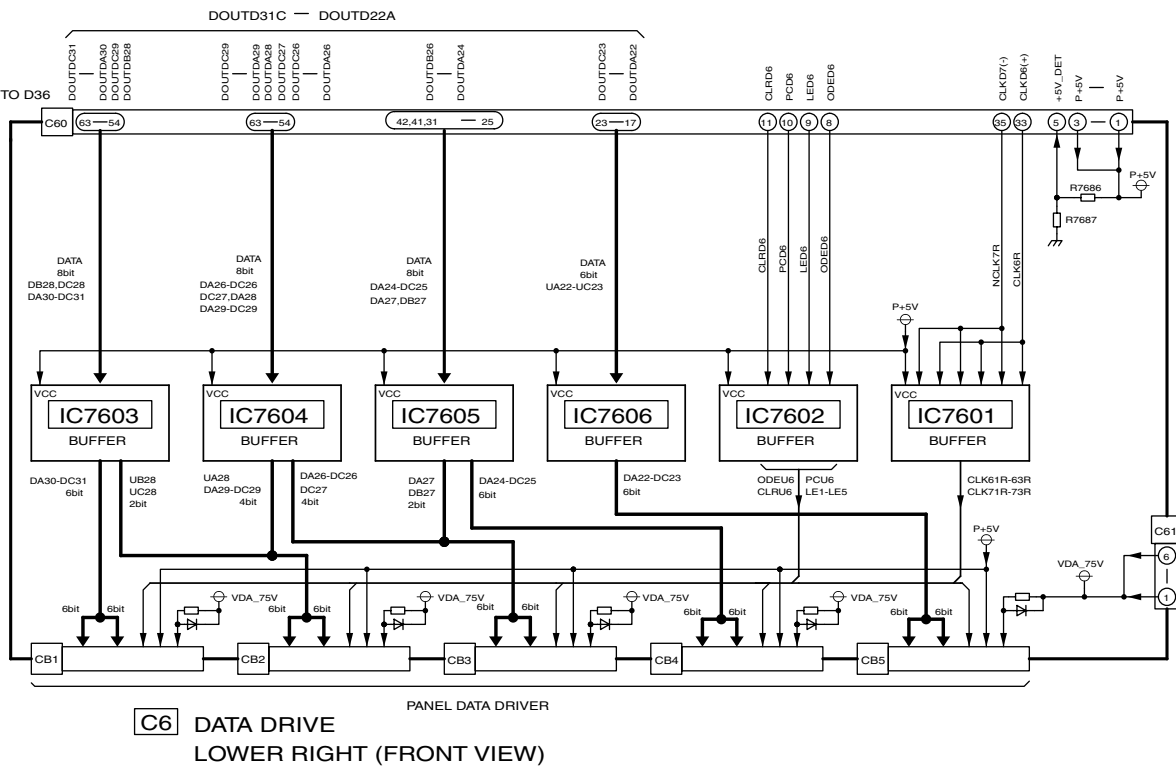 DOUTD31C — DOUTD22A
DOUTDC31
—
DOUTDA30
DOUTDC29
DOUTDB28
DOUTDC29
—
DOUTDA29
DOUTDA28
DOUTDC27
DOUTDC26
—
DOUTDA26
DOUTDB26
—
DOUTDA24
DOUTDC23
—
DOUTDA22
CLRD6
PCD6
LED6
ODED6
CLKD7(-)
CLKD6(+)
+5V_DET
P+5V
—
P+5V
TO D36
C60
63—54
63—54
42,41,31 — 25
23—17
11
10
9
8
35
33
5
3
—
1
P+5V
R7686
R7687
DATA
8bit
DB28,DC28
DA30-DC31
DATA
8bit
DA26-DC26
DC27,DA28
DA29-DC29
DATA
8bit
DA24-DC25
DA27,DB27
DATA
6bit
UA22-UC23
CLRD6
PCD6
LED6
ODED6
NCLK7R
CLK6R
P+5V
VCC
IC7603
BUFFER
VCC
IC7604
BUFFER
VCC
IC7605
BUFFER
VCC
IC7606
BUFFER
VCC
IC7602
BUFFER
VCC
IC7601
BUFFER
DA30-DC31
6bit
UB28
UC28
2bit
UA28
DA29-DC29
4bit
DA26-DC26
DC27
4bit
DA27
DB27
2bit
DA24-DC25
6bit
DA22-DC23
6bit
ODEU6
CLRU6
PCU6
LE1-LE5
CLK61R-63R
CLK71R-73R
P+5V
VDA_75V
C61
6
—
1
6bit
6bit
VDA_75V
6bit
6bit
VDA_75V
6bit
6bit
VDA_75V
6bit
6bit
VDA_75V
6bit
6bit
CB1
CB2
CB3
CB4
CB5
PANEL DATA DRIVER
C6 DATA DRIVE
LOWER RIGHT (FRONT VIEW)